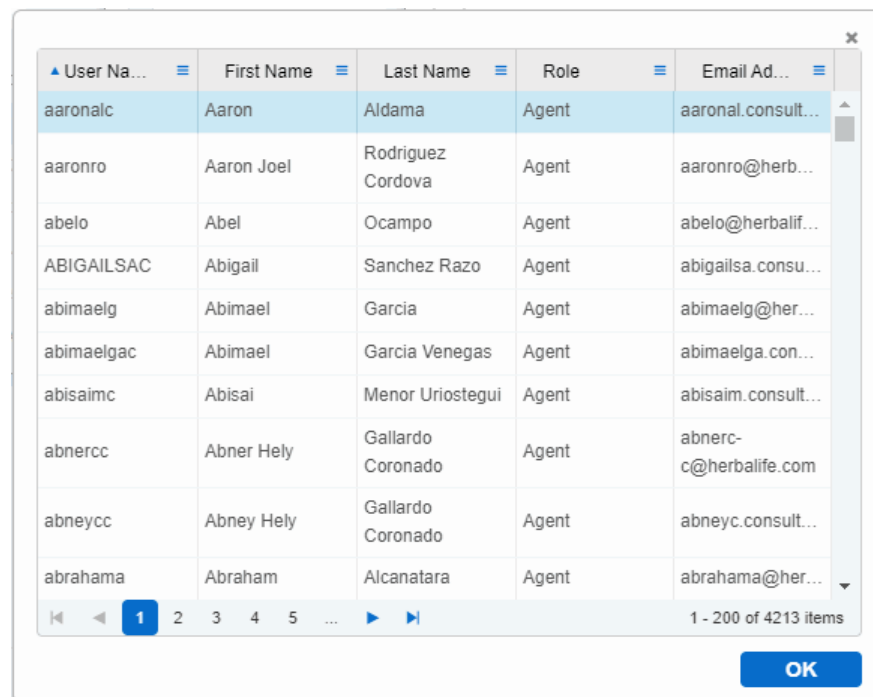 User Na... First Name Last Name Role Email Ad...
aaronalc Aaron Aldama Agent aaronal.consult...
aaronro Aaron Joel Rodriguez Cordova Agent aaronro@herb...
abelo Abel Ocampo Agent abelo@herbalif...
ABIGAILSAC Abigail Sanchez Razo Agent abigailsa.consu...
abimaelg Abimael Garcia Agent abimaelg@her...
abimaelgac Abimael Garcia Venegas Agent abimaelga.con...
abisaimc Abisai Menor Uriostegui Agent abisaim.consult...
abnercc Abner Hely Gallardo Coronado Agent abnerc-c@herbalife.com
abneycc Abney Hely Gallardo Coronado Agent abneyc.consult...
abrahama Abraham Alcanatara Agent abrahama@her...
1 2 3 4 5 ... 1 - 200 of 4213 items
OK